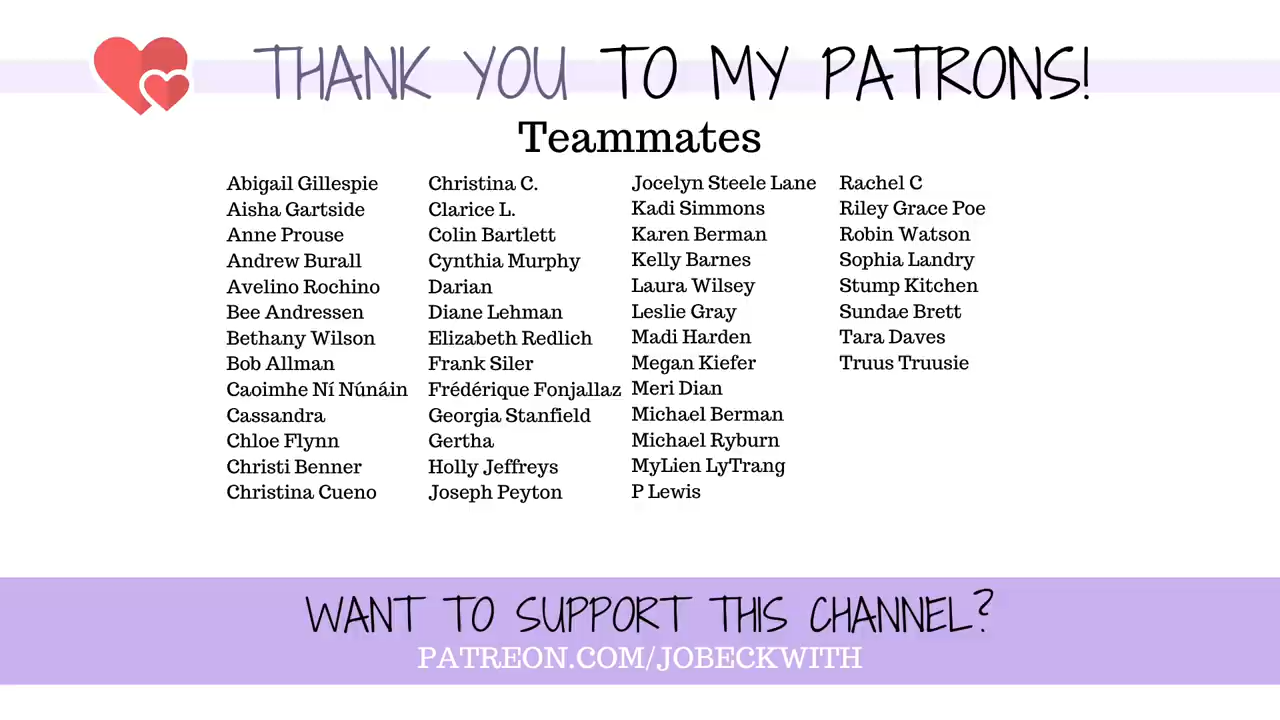 THANK YOU TO MY PATRONS!
Teammates
Abigail Gillespie
Aisha Gartside
Anne Prouse
Andrew Burall
Avelino Rochino
Bee Andressen
Bethany Wilson
Bob Allman
Caoimhe Ní Núnáin
Cassandra
Chloe Flynn
Christi Benner
Christina Cueno
Christina C.
Clarice L.
Colin Bartlett
Cynthia Murphy
Darian
Diane Lehman
Elizabeth Redlich
Frank Siler
Frédérique Fonjallaz
Georgia Stanfield
Gertha
Holly Jeffreys
Joseph Peyton
Jocelyn Steele Lane
Kadi Simmons
Karen Berman
Kelly Barnes
Laura Wilsey
Leslie Gray
Madi Harden
Megan Kiefer
Meri Dian
Michael Berman
Michael Ryburn
MyLien LyTrang
P Lewis
Rachel C
Riley Grace Poe
Robin Watson
Sophia Landry
Stump Kitchen
Sundae Brett
Tara Daves
Truus Truusie
WANT TO SUPPORT THIS CHANNEL?
PATREON.COM/JOBECKWITH